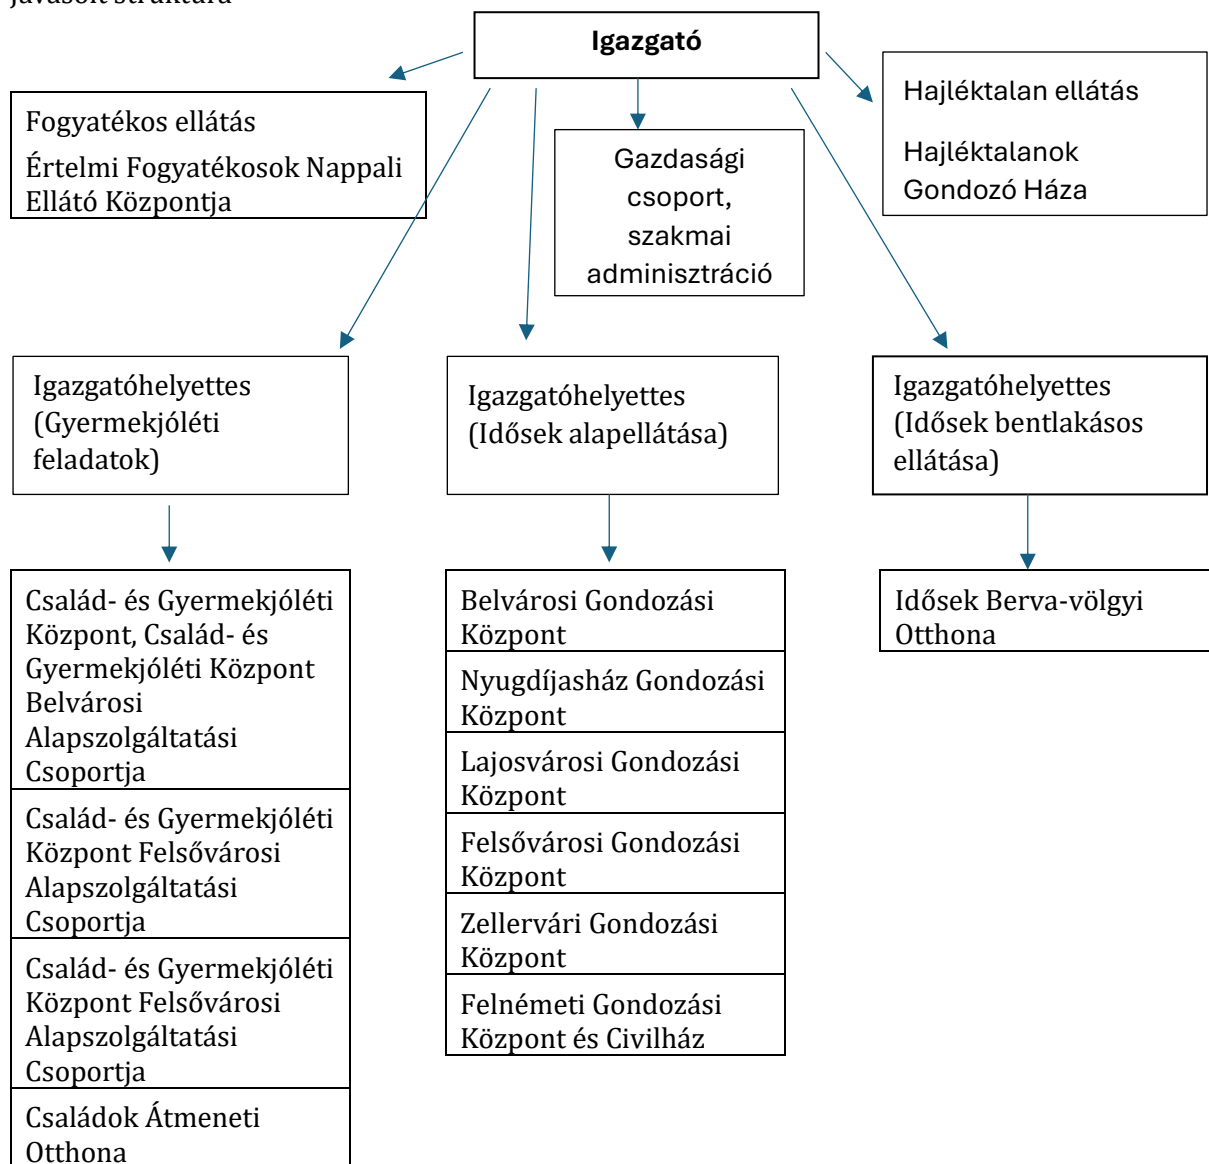 javasolt struktúra
Igazgató
Fogyatékos ellátás
Értelmi Fogyatékosok Nappali
Ellátó Központja
Gazdasági
csoport,
szakmai
adminisztráció
Hajléktalan ellátás
Hajléktalanok
Gondozó Háza
Igazgatóhelyettes
(Gyermekjóléti
feladatok)
Igazgatóhelyettes
(Idősek alapellátása)
Igazgatóhelyettes
(Idősek bentlakásos
ellátása)
Család- és Gyermekjóléti
Központ, Család- és
Gyermekjóléti Központ
Belvárosi
Alapszolgáltatási
Csoportja
Család- és Gyermekjóléti
Központ Felsővárosi
Alapszolgáltatási
Csoportja
Család- és Gyermekjóléti
Központ Felsővárosi
Alapszolgáltatási
Csoportja
Családok Átmeneti
Otthona
Belvárosi Gondozási
Központ
Nyugdíjasház Gondozási
Központ
Lajosvárosi Gondozási
Központ
Felsővárosi Gondozási
Központ
Zellervári Gondozási
Központ
Felnémeti Gondozási
Központ és Civilház
Idősek Berva-völgyi
Otthona